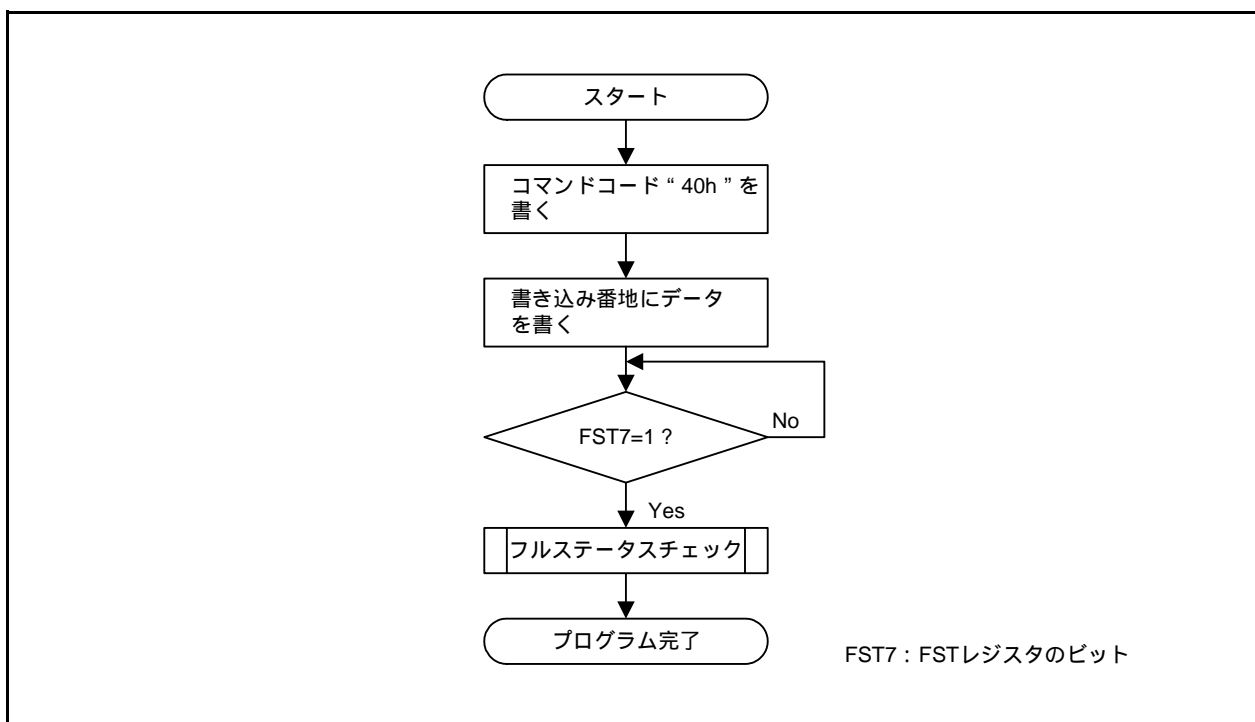 スタート
コマンドコード“ 40h ”を
書く
書き込み番地にデータ
を書く
FST7=1 ?
No
Yes
フルステータスチェック
プログラム完了
FST7 : FSTレジスタのビット